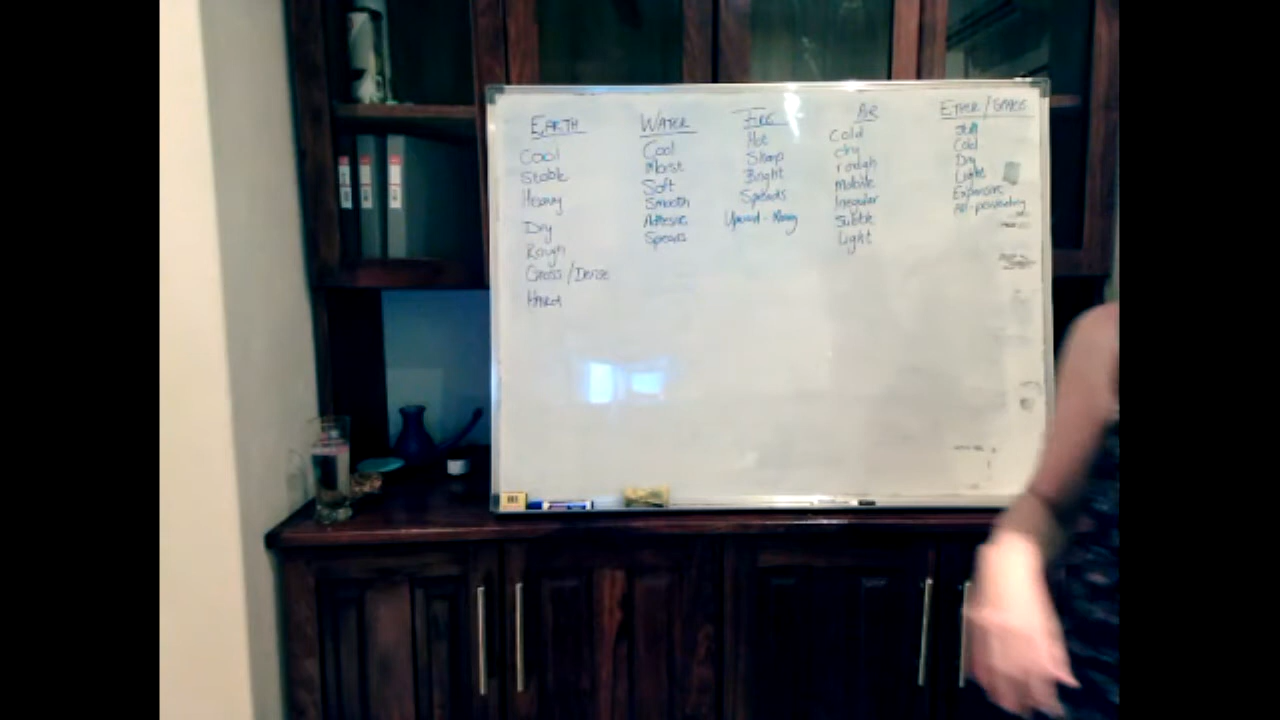 EARTH
Cool
Stable
Heavy
Dry
Rough
Gross/Dense
HARD
WATER
Cool
Moist
Soft
Smooth
Adhesive
Spreads
FIRE
Hot
Sharp
Bright
Spreads
Upward-Moving
AIR
Cold
dry
rough
Mobile
Irregular
Subtle
Light
ETHER/SPACE
Still
Cold
Dry
Light
Expansive
All-pervading